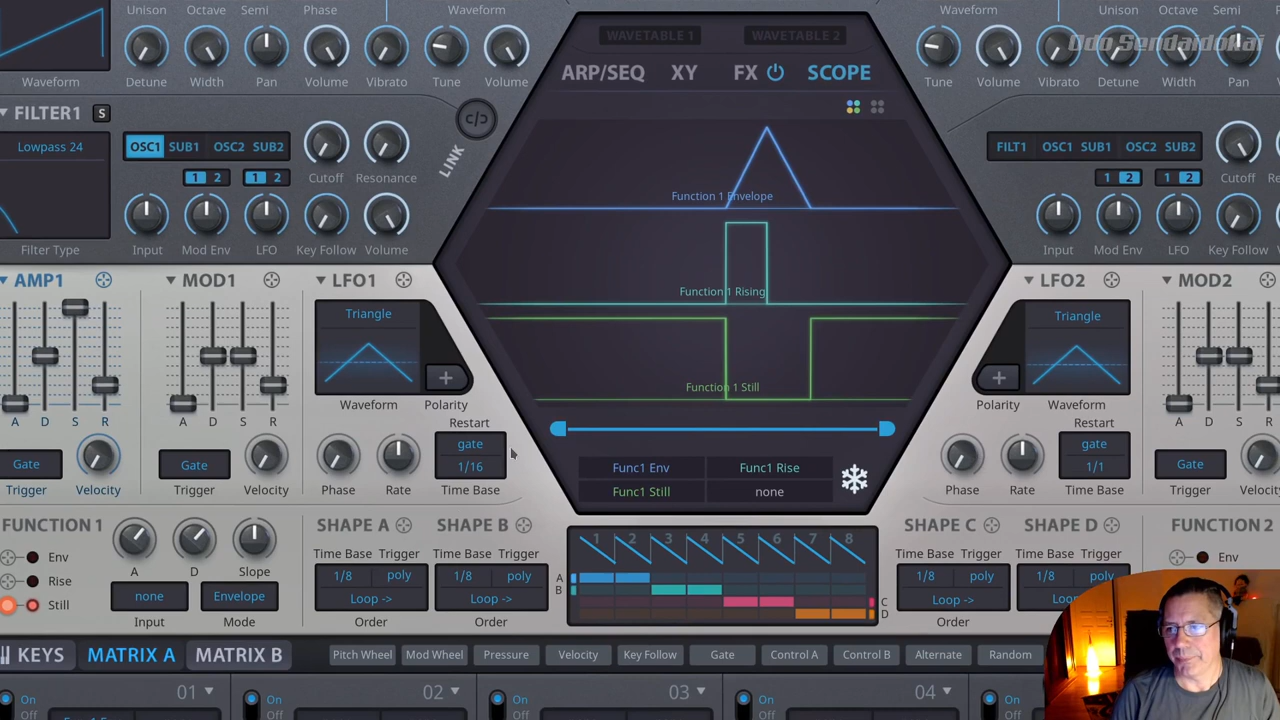 Unison Octave Semi Phase Waveform
Waveform Detune Width Pan Volume Vibrato Tune Volume
WAVETABLE 1 WAVETABLE 2
ARP/SEQ XY FX SCOPE
Waveform Unison Octave Semi
Odo Sendaidokai
Tune Volume Vibrato Detune Width Pan
FILTER1 S
Lowpass 24
OSC1 SUB1 OSC2 SUB2
1 2 1 2
Cutoff Resonance
LINK
Filter Type Input Mod Env LFO Key Follow Volume
Function 1 Envelope
Function 1 Rising
Function 1 Still
Func1 Env Func1 Rise
Func1 Still none
FILT1 OSC1 SUB1 OSC2 SUB2
1 2 1 2
Cutoff
Input Mod Env LFO Key Follow
AMP1 MOD1 LFO1
A D S R A D S R
Triangle
Waveform Polarity
Restart
gate
1/16
Time Base
Gate
Trigger Velocity
Gate
Trigger Velocity
Phase Rate
LFO2 MOD2
Triangle
Polarity Waveform
A D S R
Restart
gate
1/1
Time Base
Phase Rate
Gate
Trigger
FUNCTION 1
Env
Rise
Still
A D Slope
none Envelope
Input Mode
SHAPE A SHAPE B
Time Base Trigger Time Base Trigger
1/8 poly 1/8 poly
Loop -> Loop ->
Order Order
1 2 3 4 5 6 7 8
A
B
C
D
SHAPE C SHAPE D
Time Base Trigger Time Base
1/8 poly 1/8
Loop ->
Order
FUNCTION 2
Env
KEYS MATRIX A MATRIX B
Pitch Wheel Mod Wheel Pressure Velocity Key Follow Gate Control A Control B Alternate Random
On 01 On 02 On 03 On 04 On
Off Off Off Off Off